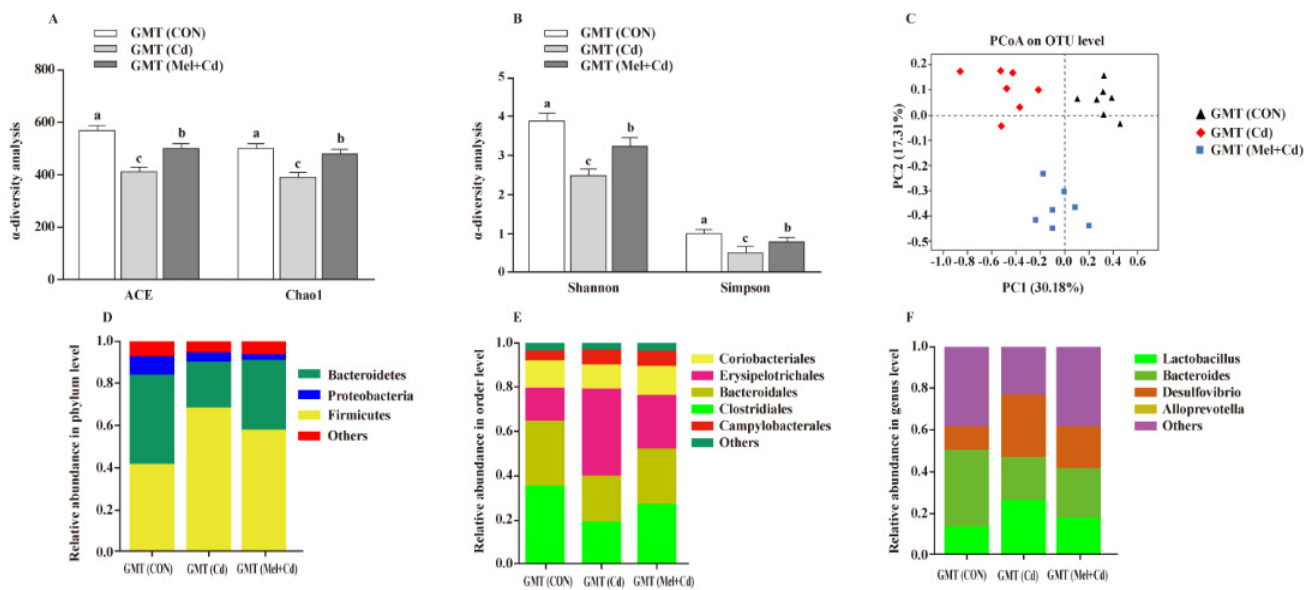 A
GMT (CON)
GMT (Cd)
GMT (Mel+Cd)
α-diversity analysis
800
600
400
200
0
a
c
b
a
c
b
ACE
Chao1
B
GMT (CON)
GMT (Cd)
GMT (Mel+Cd)
α-diversity analysis
5
4
3
2
1
0
a
c
b
a
c
b
Shannon
Simpson
C
PCoA on OTU level
PC2 (17.31%)
0.2
0.1
0.0
-0.1
-0.2
-0.3
-0.4
-0.5
-1.0 -0.8 -0.6 -0.4 -0.2 0.0 0.2 0.4 0.6
PC1 (30.18%)
GMT (CON)
GMT (Cd)
GMT (Mel+Cd)
D
Relative abundance in phylum level
1.0
0.8
0.6
0.4
0.2
0.0
GMT (CON) GMT (Cd) GMT (Mel+Cd)
Bacteroidetes
Proteobacteria
Firmicutes
Others
E
Relative abundance in order level
1.0
0.8
0.6
0.4
0.2
0.0
GMT (CON) GMT (Cd) GMT (Mel+Cd)
Coriobacteriales
Erysipelotrichales
Bacteroidales
Clostridiales
Campylobacterales
Others
F
Relative abundance in genus level
1.0
0.8
0.6
0.4
0.2
0.0
GMT (CON) GMT (Cd) GMT (Mel+Cd)
Lactobacillus
Bacteroides
Desulfovibrio
Alloprevotella
Others